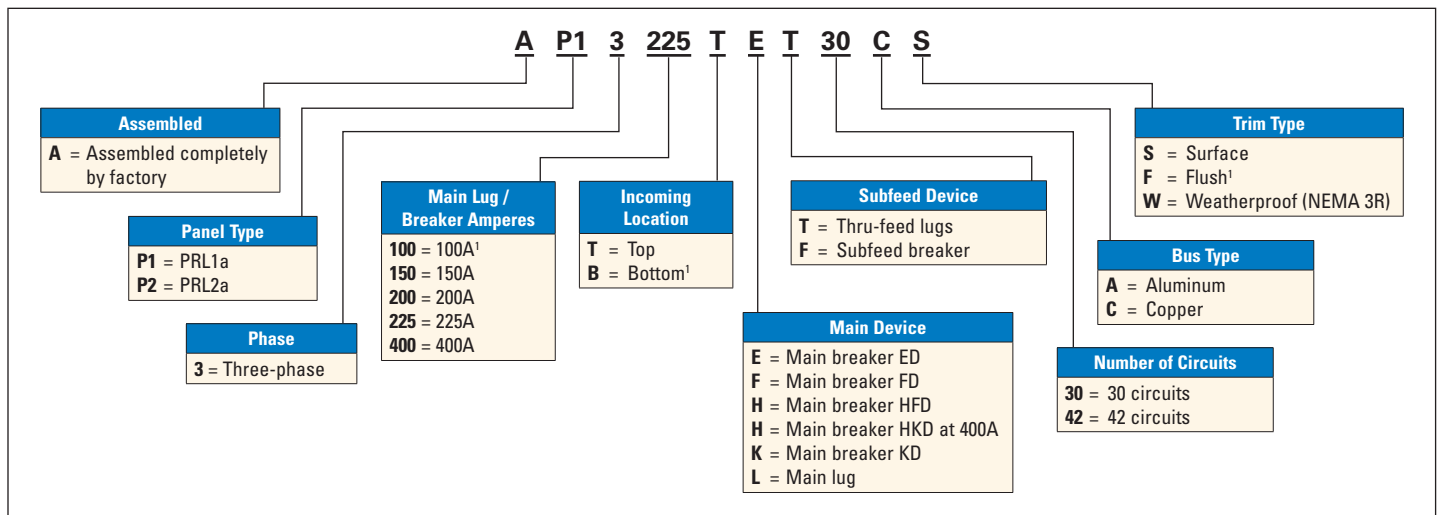 A P1 3 225 T E T 30 C S
Assembled
A = Assembled completely
by factory
Panel Type
P1 = PRL1a
P2 = PRL2a
Phase
3 = Three-phase
Main Lug /
Breaker Amperes
100 = 100A¹
150 = 150A
200 = 200A
225 = 225A
400 = 400A
Incoming
Location
T = Top
B = Bottom¹
Main Device
E = Main breaker ED
F = Main breaker FD
H = Main breaker HFD
H = Main breaker HKD at 400A
K = Main breaker KD
L = Main lug
Subfeed Device
T = Thru-feed lugs
F = Subfeed breaker
Number of Circuits
30 = 30 circuits
42 = 42 circuits
Bus Type
A = Aluminum
C = Copper
Trim Type
S = Surface
F = Flush¹
W = Weatherproof (NEMA 3R)